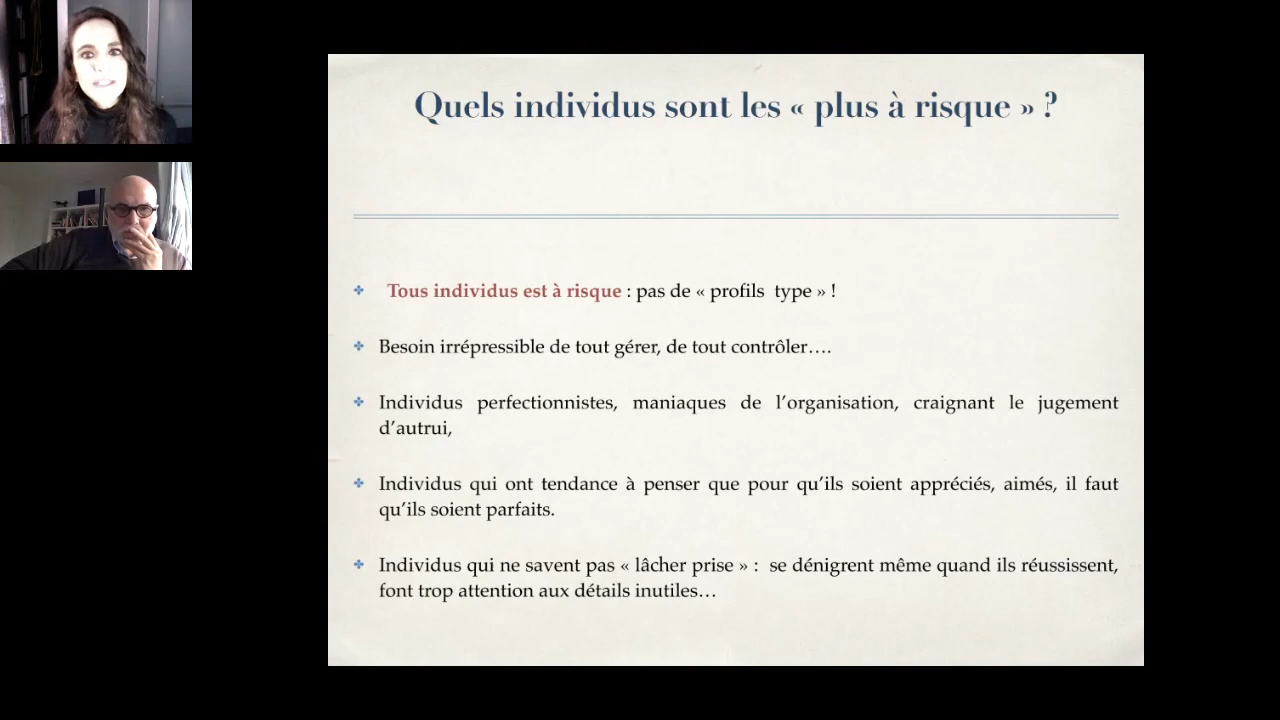 Quels individus sont les « plus à risque » ?
Tous individus est à risque : pas de « profils type » !
Besoin irrépressible de tout gérer, de tout contrôler….
Individus perfectionnistes, maniaques de l’organisation, craignant le jugement
d’autrui,
Individus qui ont tendance à penser que pour qu’ils soient appréciés, aimés, il faut
qu’ils soient parfaits.
Individus qui ne savent pas « lâcher prise » : se dénigrent même quand ils réussissent,
font trop attention aux détails inutiles…